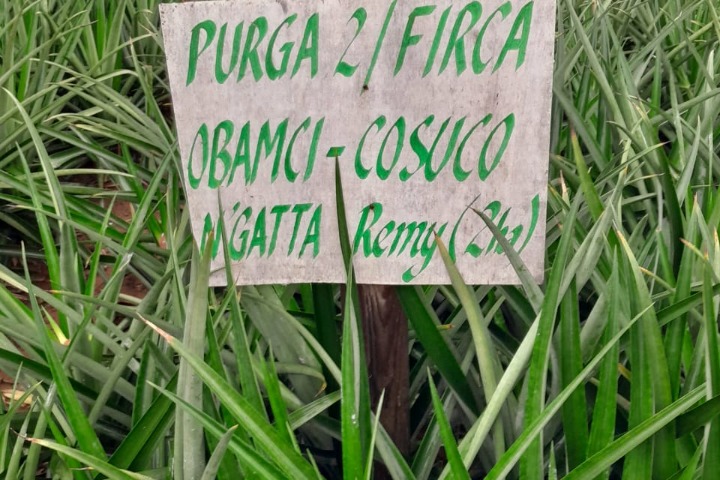 PURGA 2/FIRCA
OBAMCI-COSUCO
N'GATTA Remy (2ha)